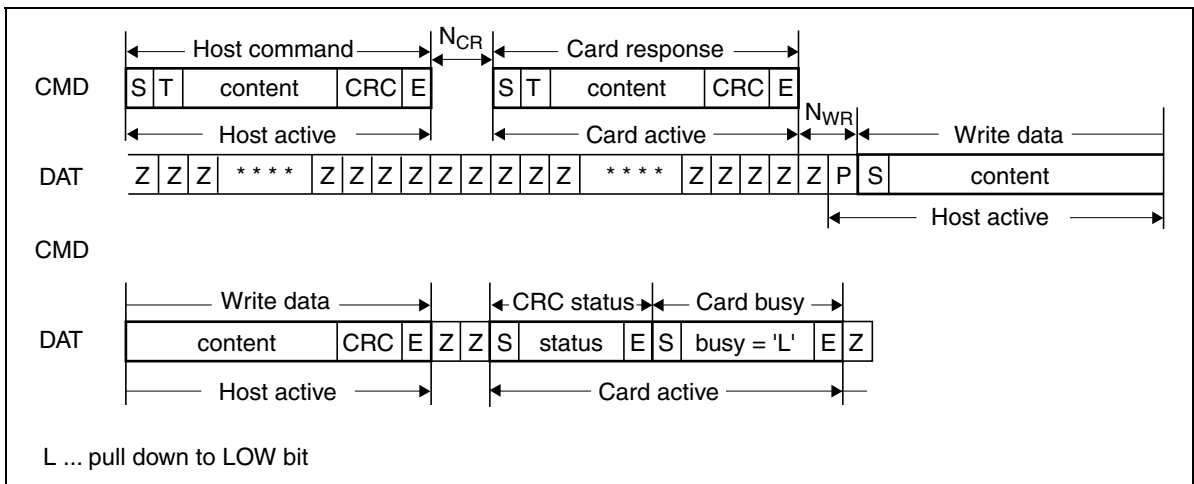 Host command N_CR Card response
CMD S T content CRC E S T content CRC E
Host active Card active N_WR Write data
DAT Z Z Z * * * * Z Z Z Z Z Z Z Z Z * * * * Z Z Z Z Z P S content
Host active
CMD
Write data CRC status Card busy
DAT content CRC E Z Z S status E S busy = 'L' E Z
Host active Card active
L ... pull down to LOW bit